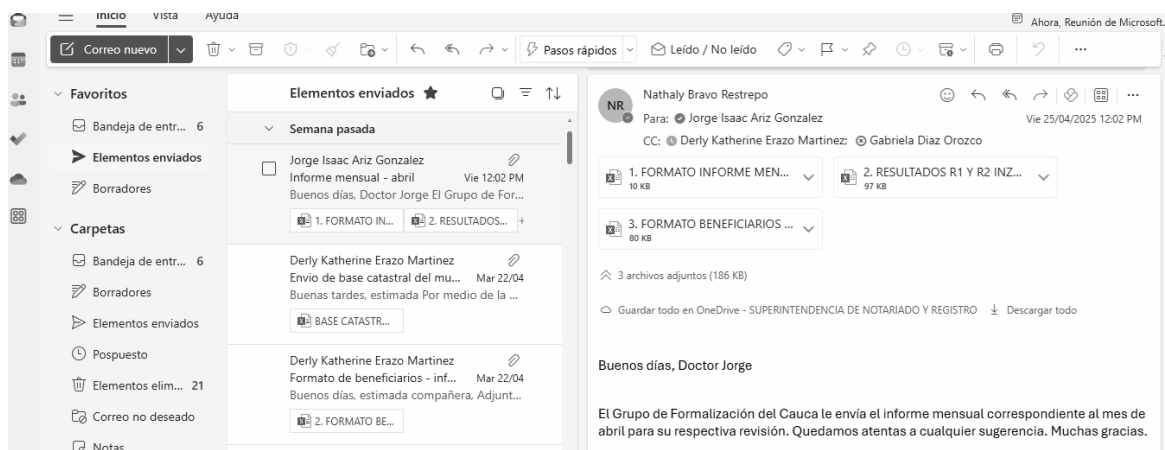 Inicio Vista Ayuda
Ahora, Reunión de Microsoft.
Correo nuevo
Pasos rápidos
Leído / No leído
Favoritos
Bandeja de entr... 6
Elementos enviados
Borradores
Carpetas
Bandeja de entr... 6
Borradores
Elementos enviados
Pospuesto
Elementos elim... 21
Correo no deseado
Notas
Elementos enviados
Semana pasada
Jorge Isaac Ariz Gonzalez
Informe mensual - abril Vie 12:02 PM
Buenos días, Doctor Jorge El Grupo de For...
1. FORMATO IN... 2. RESULTADOS... +
Derly Katherine Erazo Martinez
Envio de base catastral del mu... Mar 22/04
Buenas tardes, estimada Por medio de la ...
BASE CATASTR...
Derly Katherine Erazo Martinez
Formato de beneficiarios - inf... Mar 22/04
Buenos días, estimada compañera, Adjunt...
2. FORMATO BE...
NR
Nathaly Bravo Restrepo
Para: Jorge Isaac Ariz Gonzalez
Vie 25/04/2025 12:02 PM
CC: Derly Katherine Erazo Martinez; Gabriela Diaz Orozco
1. FORMATO INFORME MEN...
10 KB
2. RESULTADOS R1 Y R2 INZ...
97 KB
3. FORMATO BENEFICIARIOS ...
80 KB
3 archivos adjuntos (186 KB)
Guardar todo en OneDrive - SUPERINTENDENCIA DE NOTARIADO Y REGISTRO Descargar todo
Buenos días, Doctor Jorge
El Grupo de Formalización del Cauca le envía el informe mensual correspondiente al mes de
abril para su respectiva revisión. Quedamos atentas a cualquier sugerencia. Muchas gracias.